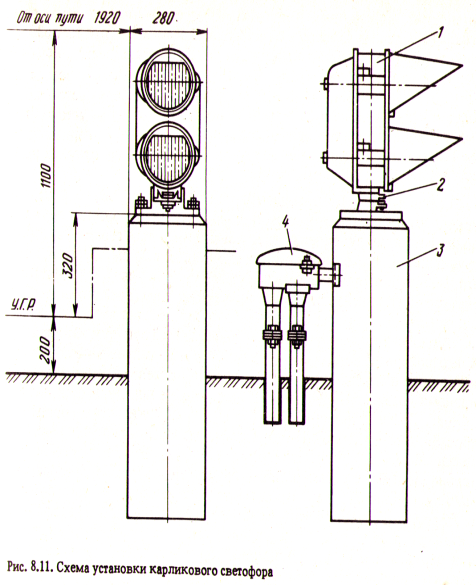 От оси пути 1920
280
1
1100
2
4
3
320
У.Г.Р.
200
Рис. 8.11. Схема установки карликового светофора